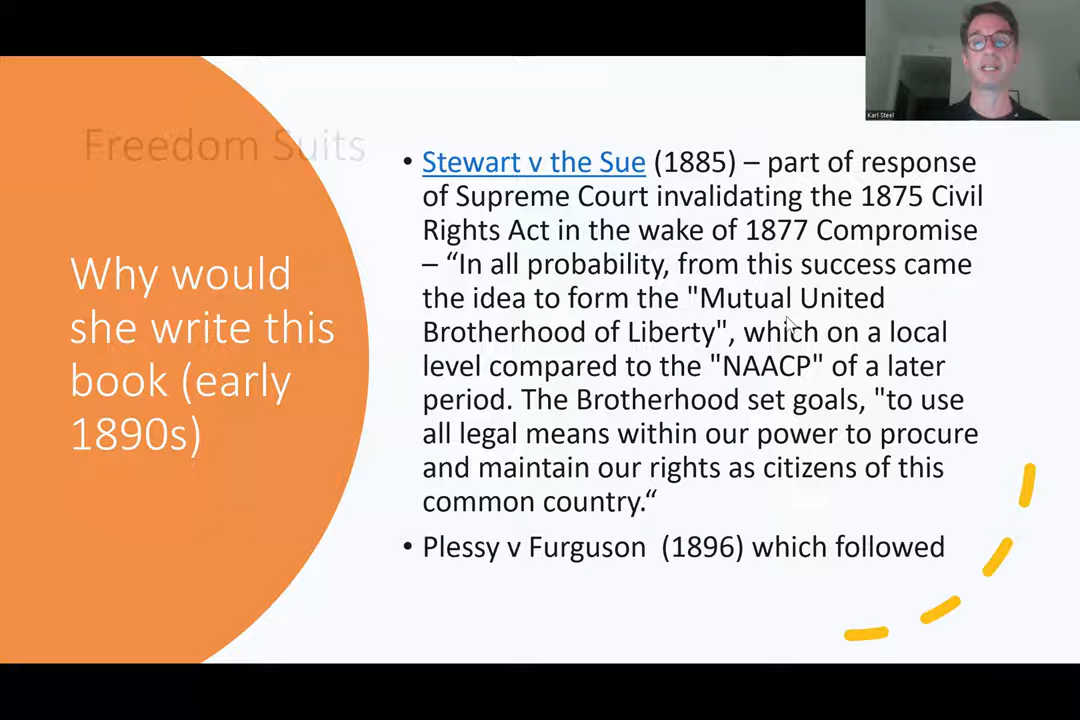 Karl Steel
Freedom Suits
Why would
she write this
book (early
1890s)
• Stewart v the Sue (1885) – part of response
of Supreme Court invalidating the 1875 Civil
Rights Act in the wake of 1877 Compromise
– “In all probability, from this success came
the idea to form the "Mutual United
Brotherhood of Liberty", which on a local
level compared to the "NAACP" of a later
period. The Brotherhood set goals, "to use
all legal means within our power to procure
and maintain our rights as citizens of this
common country.“
• Plessy v Furguson (1896) which followed